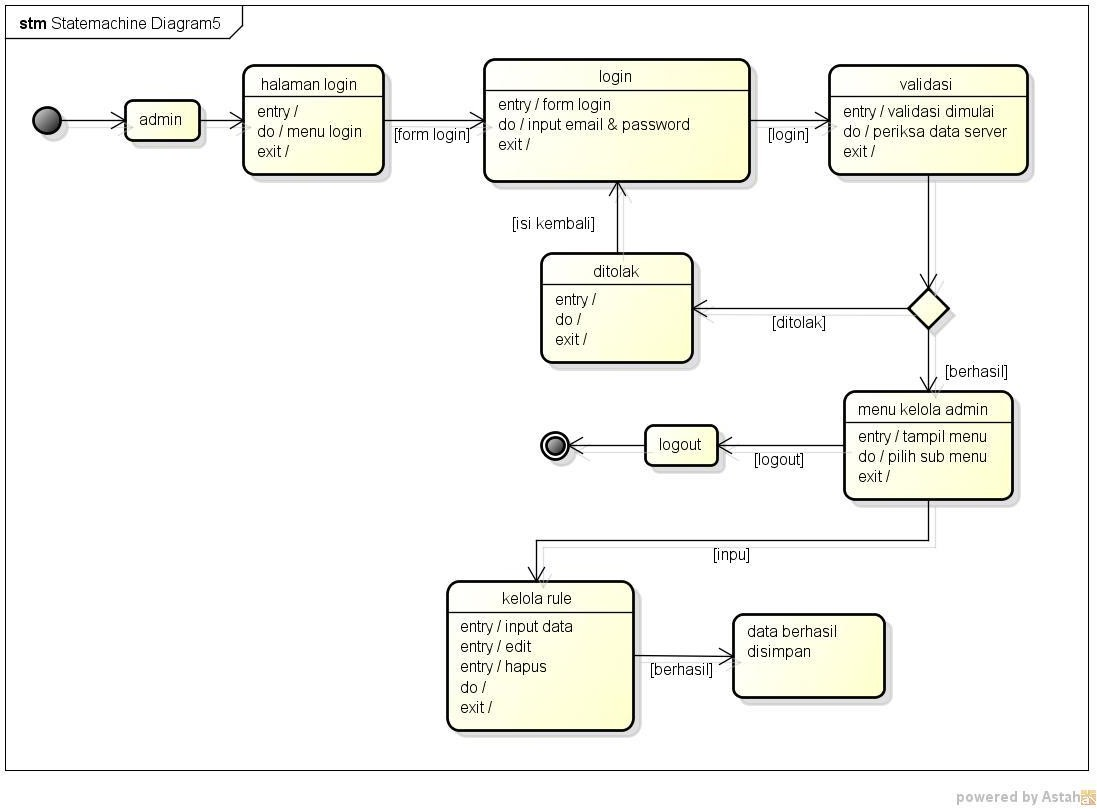 stm Statemachine Diagram5
admin
halaman login
entry /
do / menu login
exit /
[form login]
login
entry / form login
do / input email & password
exit /
[login]
validasi
entry / validasi dimulai
do / periksa data server
exit /
[isi kembali]
ditolak
entry /
do /
exit /
[ditolak]
[berhasil]
menu kelola admin
entry / tampil menu
do / pilih sub menu
exit /
[logout]
logout
[inpu]
kelola rule
entry / input data
entry / edit
entry / hapus
do /
exit /
[berhasil]
data berhasil
disimpan
powered by Astah